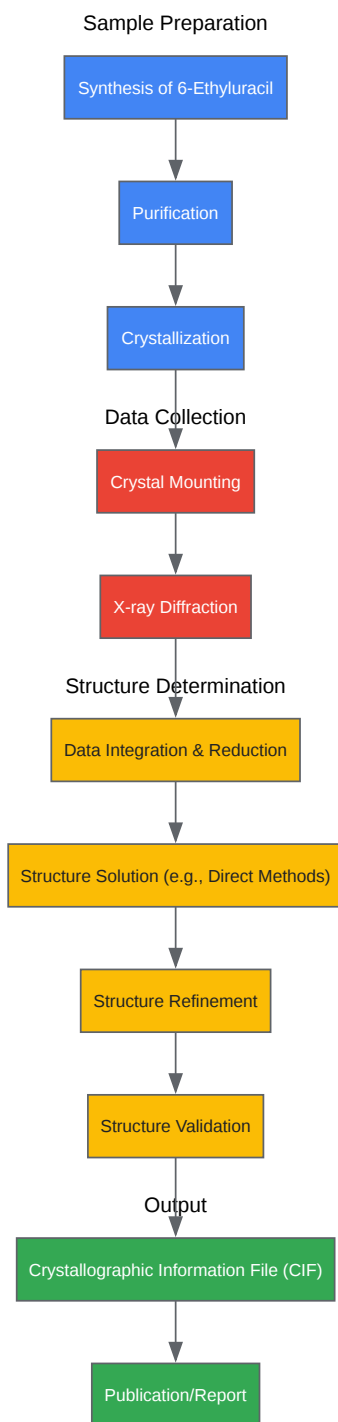 Sample Preparation
Synthesis of 6-Ethyluracil
Purification
Crystallization
Data Collection
Crystal Mounting
X-ray Diffraction
Structure Determination
Data Integration & Reduction
Structure Solution (e.g., Direct Methods)
Structure Refinement
Structure Validation
Output
Crystallographic Information File (CIF)
Publication/Report